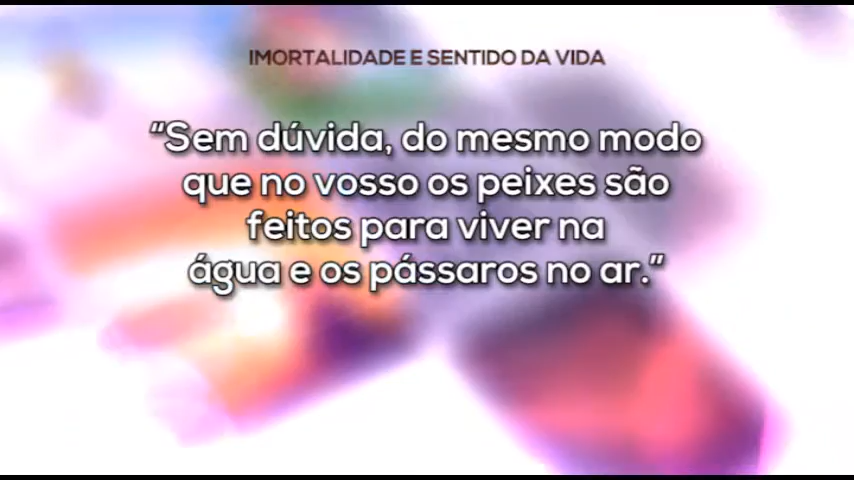 IMORTALIDADE E SENTIDO DA VIDA
“Sem dúvida, do mesmo modo
que no vosso os peixes são
feitos para viver na
água e os pássaros no ar.”